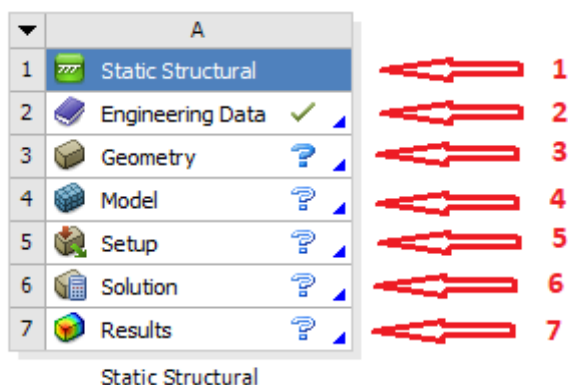 A
1 Static Structural 1
2 Engineering Data 2
3 Geometry ? 3
4 Model ? 4
5 Setup ? 5
6 Solution ? 6
7 Results ? 7
Static Structural